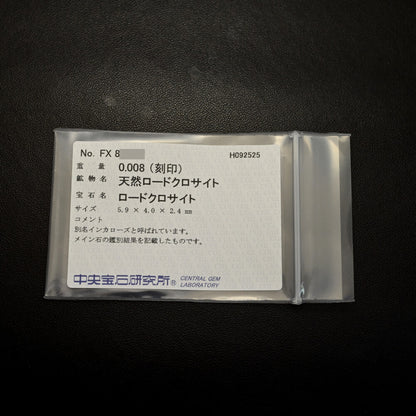 No. FX 8
H092525
重 量 0.008 (刻印)
鉱物名 天然ロードクロサイト
宝石名 ロードクロサイト
サイズ 5.9 × 4.0 × 2.4 mm
コメント
別名インカローズと呼ばれています。
メイン石の鑑別結果を記載したものです。
中央宝石研究所® CENTRAL GEM
LABORATORY